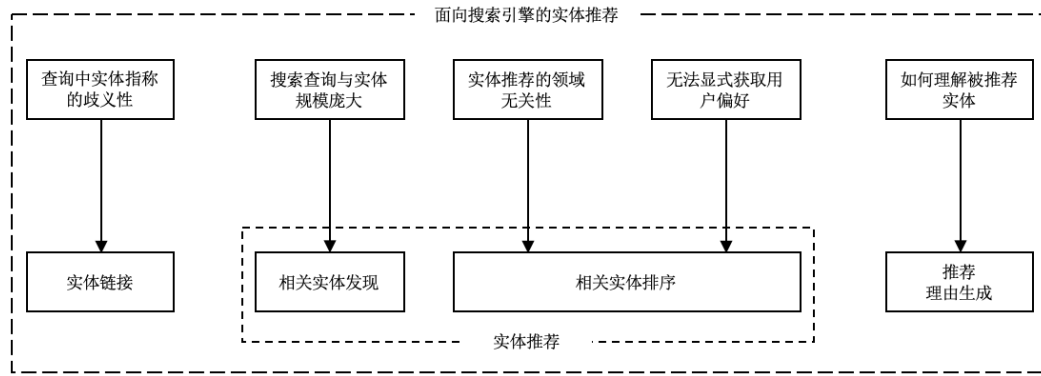 面向搜索引擎的实体推荐
查询中实体指称
的歧义性
搜索查询与实体
规模庞大
实体推荐的领域
无关性
无法显式获取用
户偏好
如何理解被推荐
实体
实体链接
相关实体发现
相关实体排序
推荐
理由生成
实体推荐